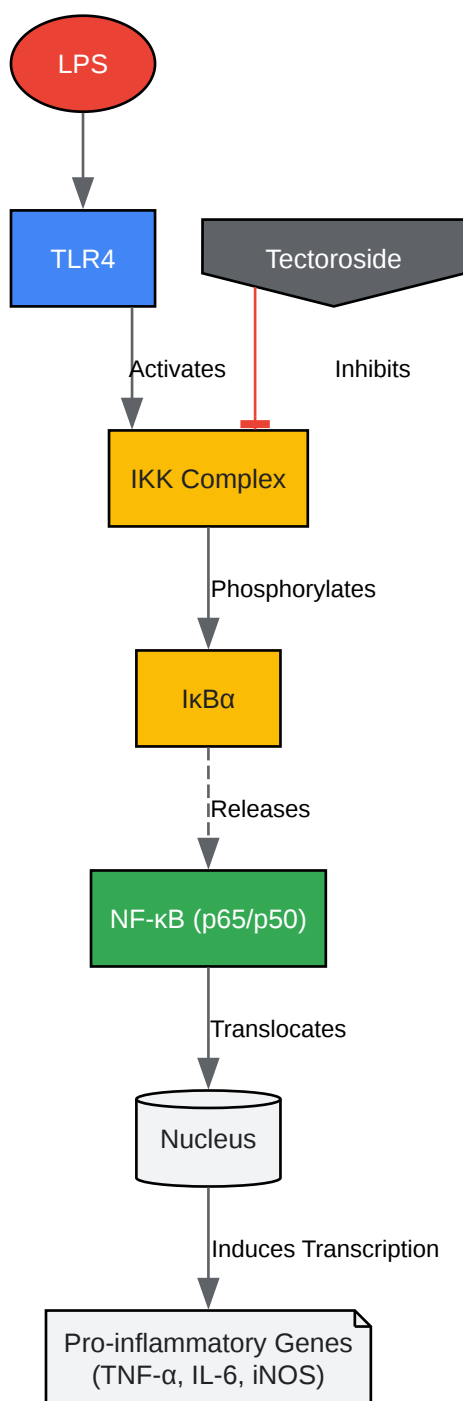 LPS
TLR4
Tectoroside
Activates
Inhibits
IKK Complex
Phosphorylates
IκBα
Releases
NF-κB (p65/p50)
Translocates
Nucleus
Induces Transcription
Pro-inflammatory Genes
(TNF-α, IL-6, iNOS)